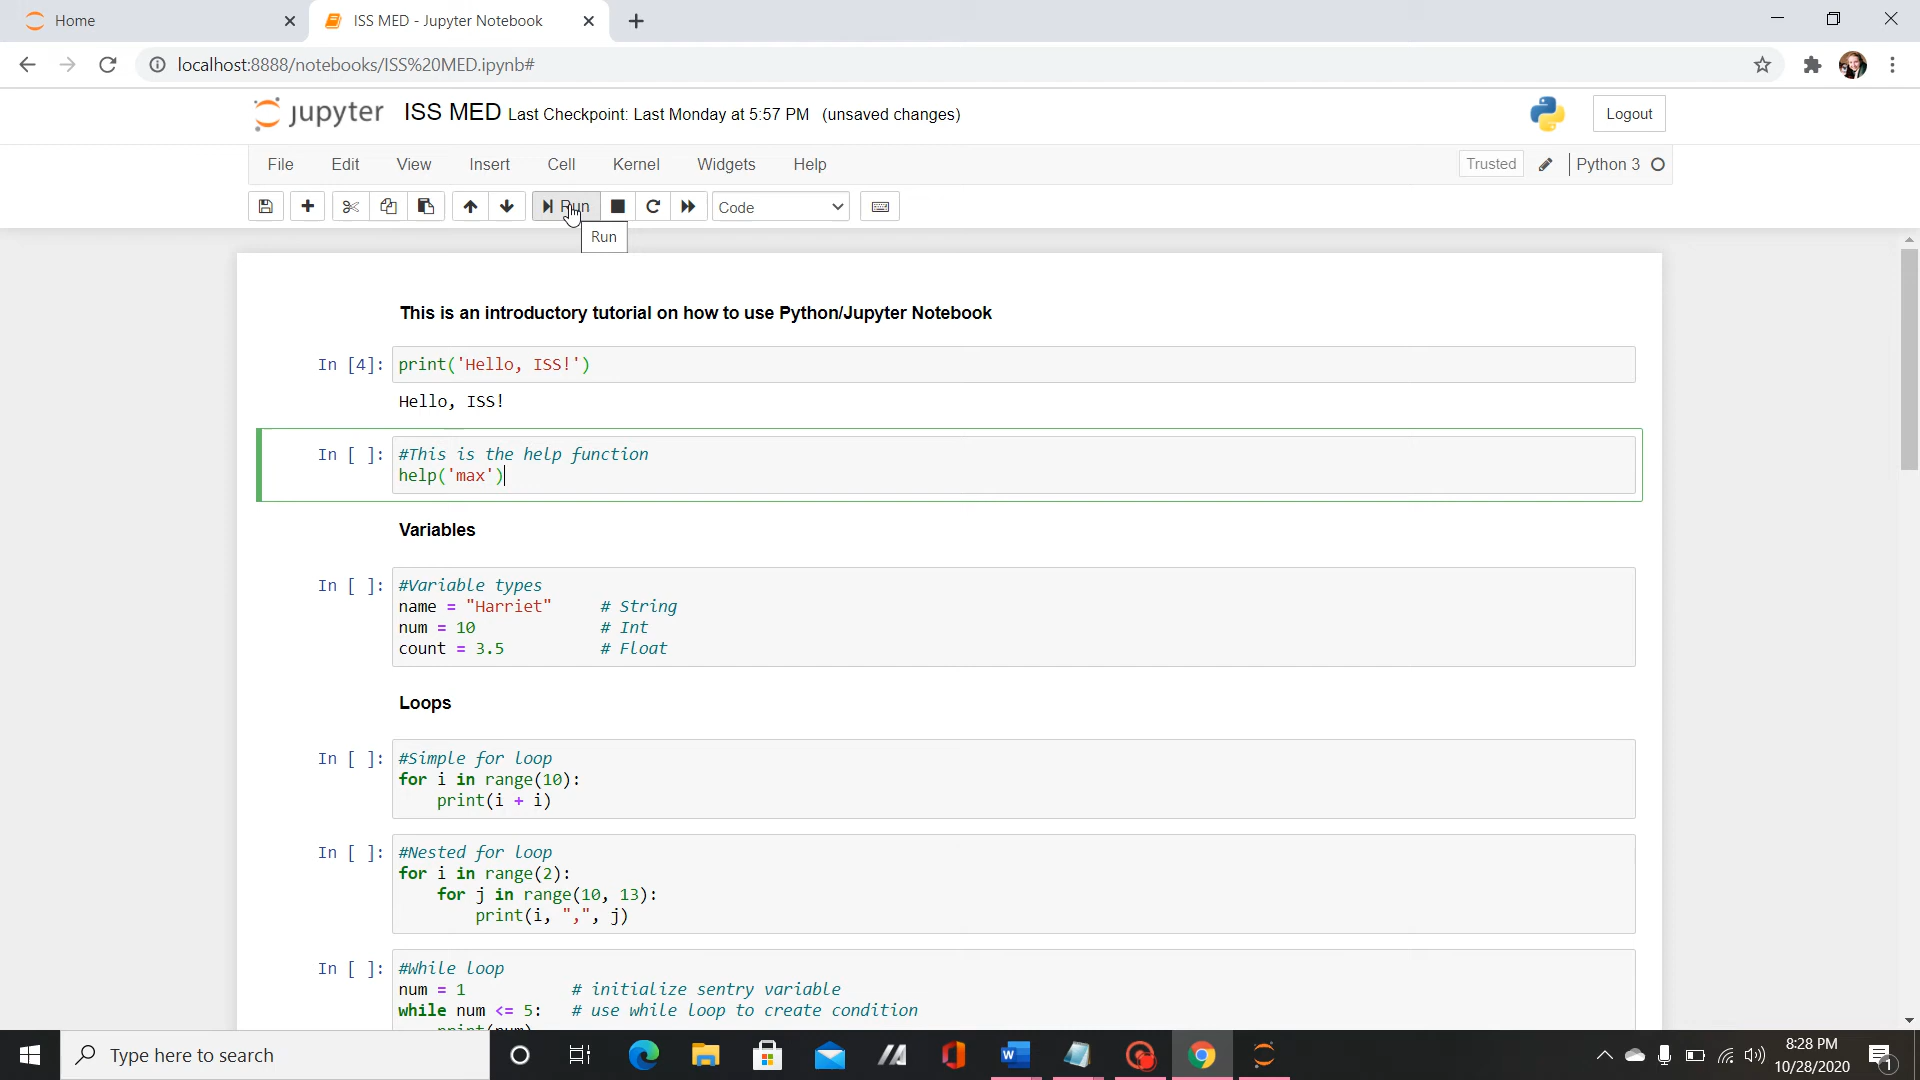 Home
ISS MED - Jupyter Notebook
localhost:8888/notebooks/ISS%20MED.ipynb#
jupyter ISS MED Last Checkpoint: Last Monday at 5:57 PM (unsaved changes)
Logout
File Edit View Insert Cell Kernel Widgets Help
Trusted Python 3
Run Code
Run
This is an introductory tutorial on how to use Python/Jupyter Notebook
In [4]: print('Hello, ISS!')
Hello, ISS!
In [ ]: #This is the help function
help('max')
Variables
In [ ]: #Variable types
name = "Harriet" # String
num = 10 # Int
count = 3.5 # Float
Loops
In [ ]: #Simple for loop
for i in range(10):
print(i + i)
In [ ]: #Nested for loop
for i in range(2):
for j in range(10, 13):
print(i, ",", j)
In [ ]: #While loop
num = 1 # initialize sentry variable
while num <= 5: # use while loop to create condition
print(num)
Type here to search
8:28 PM
10/28/2020
1